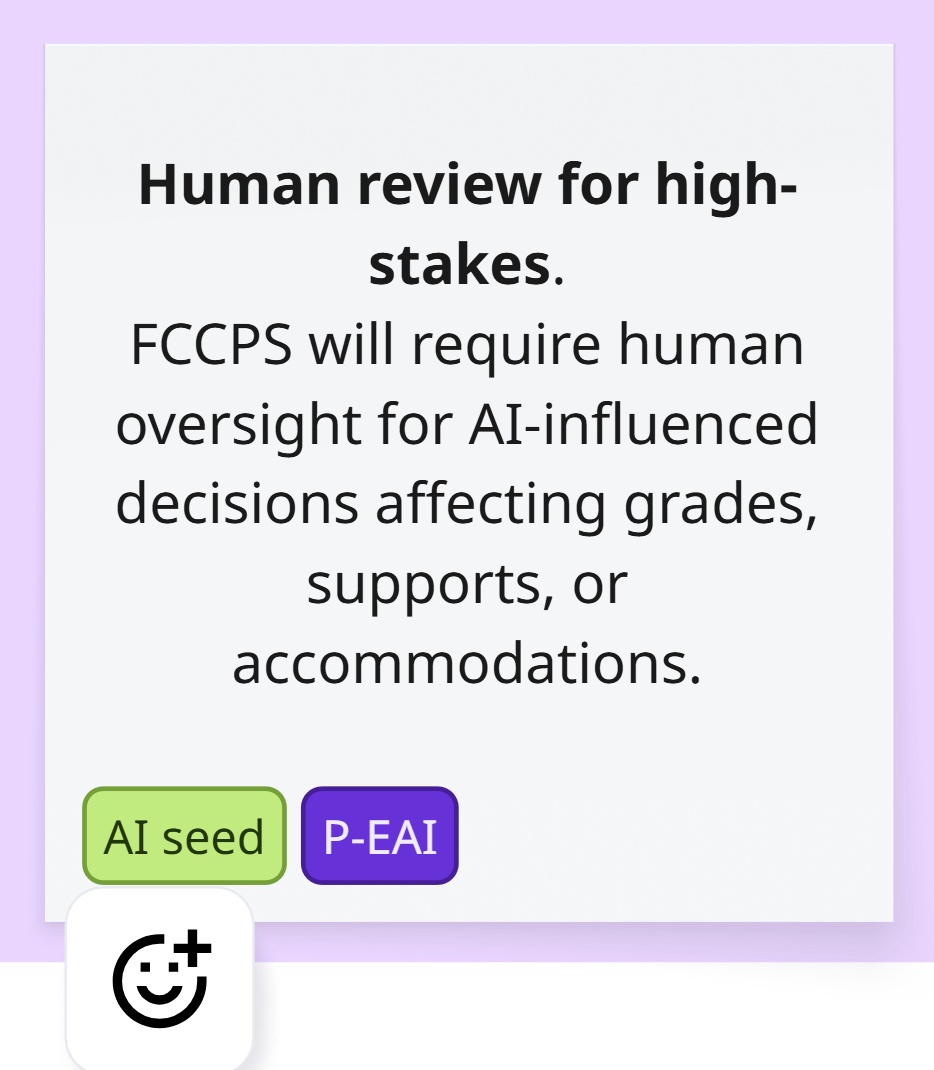 Human review for high-
stakes.
FCCPS will require human
oversight for AI-influenced
decisions affecting grades,
supports, or
accommodations.
AI seed P-EAI